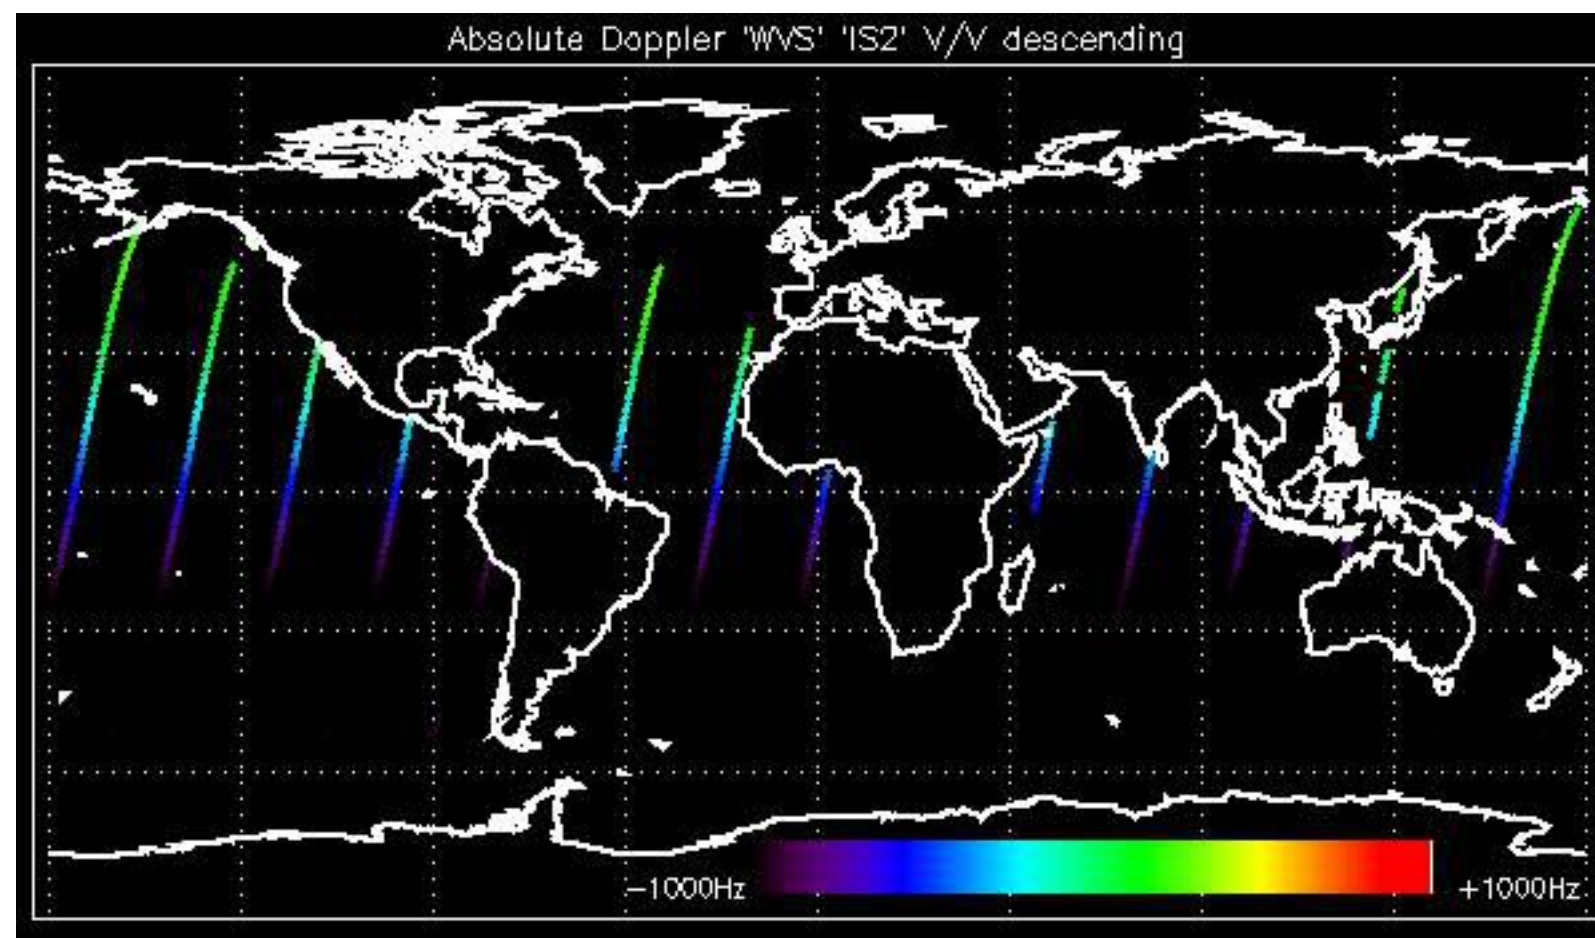 Absolute Doppler 'WVS' 'IS2' V/V descending
−1000Hz
+1000Hz